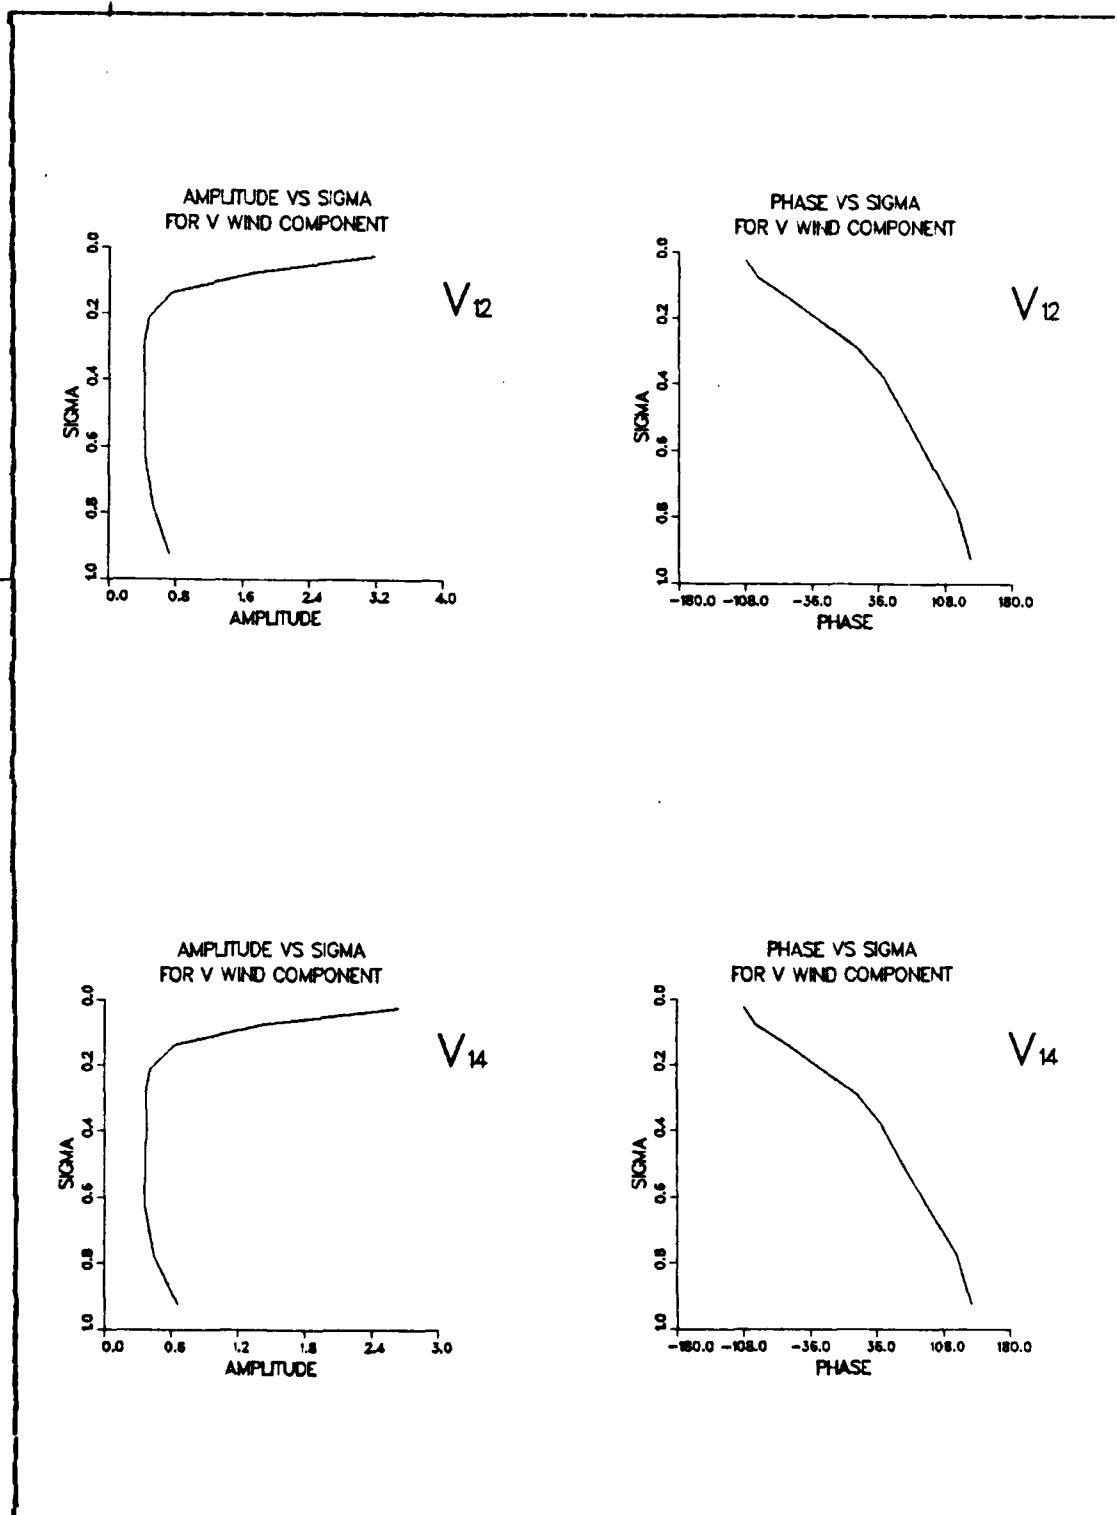 AMPLITUDE VS SIGMA
FOR V WIND COMPONENT
V12
0.0
0.2
0.4
0.6
0.8
1.0
SIGMA
0.0 0.8 1.6 2.4 3.2 4.0
AMPLITUDE
PHASE VS SIGMA
FOR V WIND COMPONENT
V12
0.0
0.2
0.4
0.6
0.8
1.0
SIGMA
-180.0 -108.0 -36.0 36.0 108.0 180.0
PHASE
AMPLITUDE VS SIGMA
FOR V WIND COMPONENT
V14
0.0
0.2
0.4
0.6
0.8
1.0
SIGMA
0.0 0.6 1.2 1.8 2.4 3.0
AMPLITUDE
PHASE VS SIGMA
FOR V WIND COMPONENT
V14
0.0
0.2
0.4
0.6
0.8
1.0
SIGMA
-180.0 -108.0 -36.0 36.0 108.0 180.0
PHASE